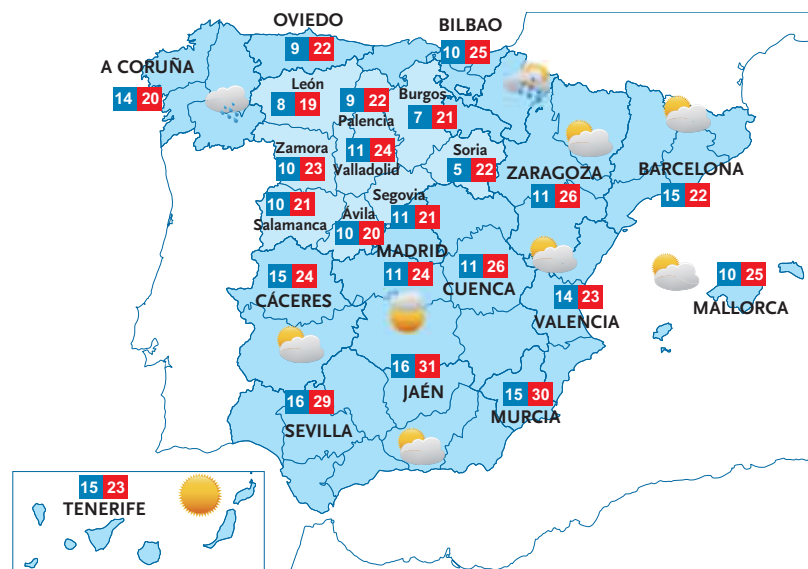 OVIEDO
9 22
BILBAO
10 25
A CORUÑA
14 20
León
8 19
9 22
Palencia
Burgos
7 21
Zamora
10 23
11 24
Valladolid
Soria
5 22
ZARAGOZA
11 26
BARCELONA
15 22
10 21
Salamanca
Ávila
10 20
Segovia
11 21
MADRID
11 24
11 26
CUENCA
15 24
CÁCERES
14 23
VALENCIA
10 25
MALLORCA
16 31
JAÉN
16 29
SEVILLA
15 30
MURCIA
15 23
TENERIFE